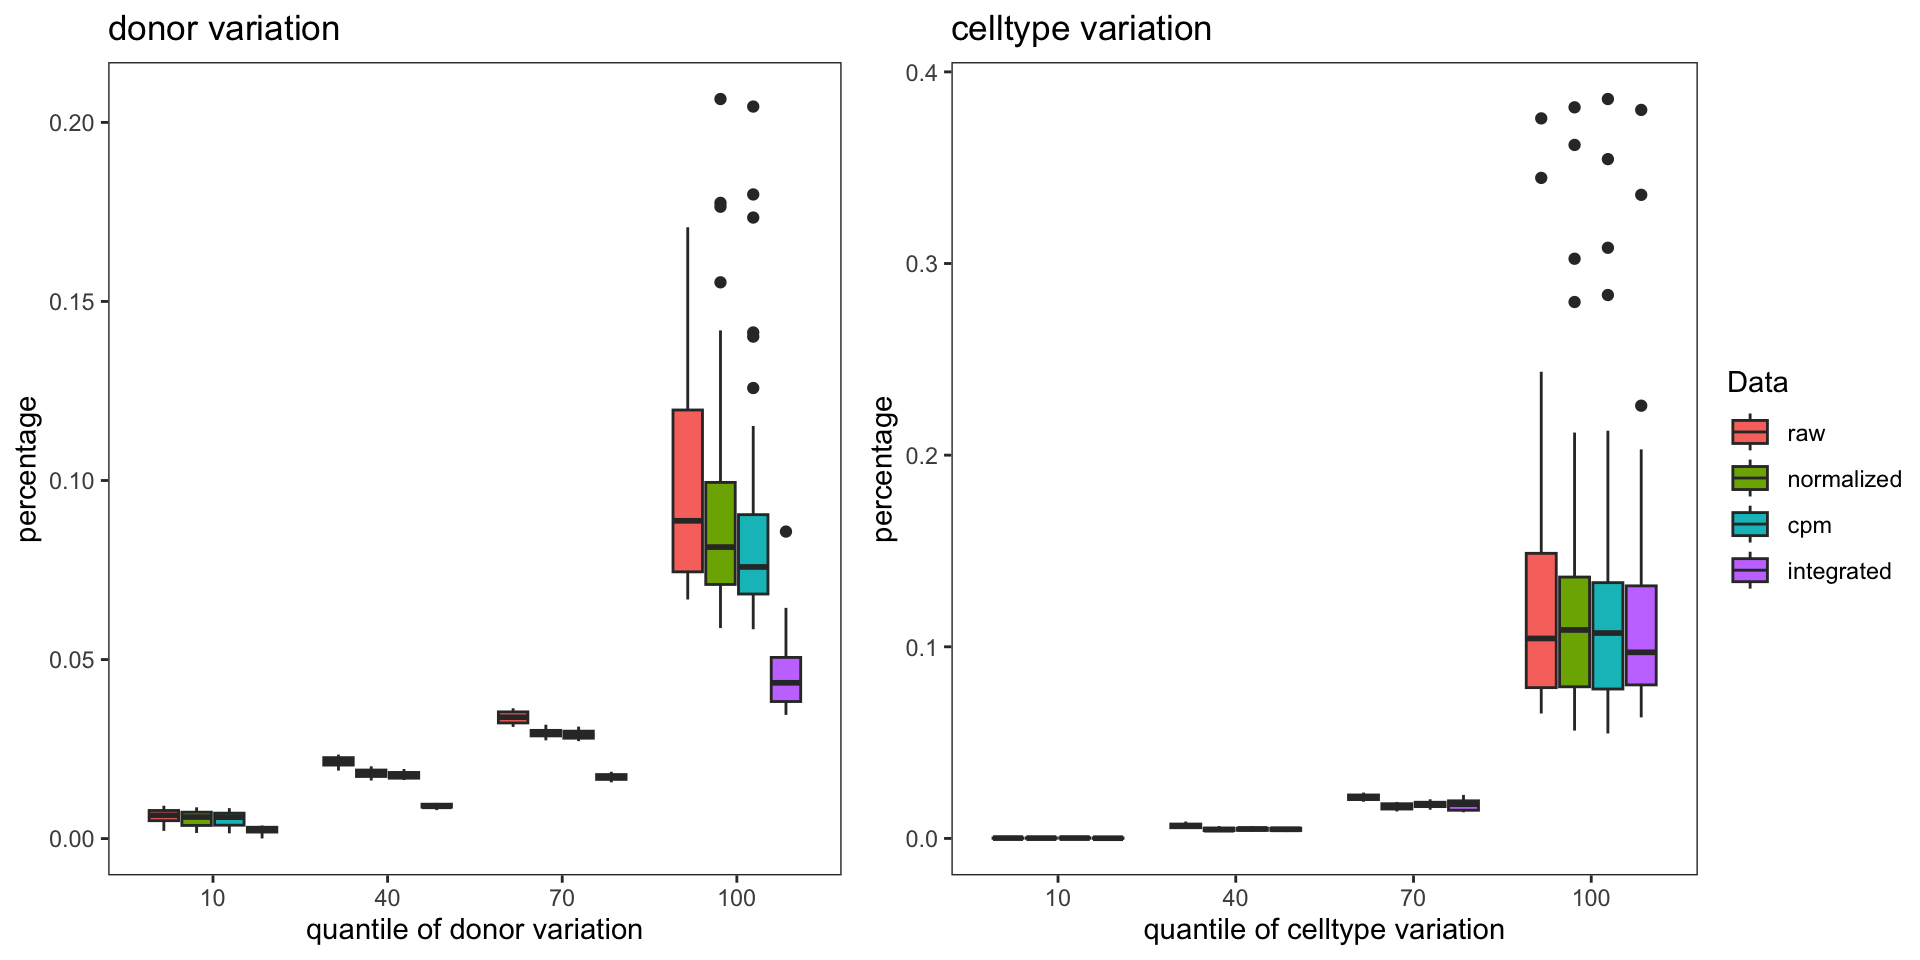 donor variation
percentage
0.20
0.15
0.10
0.05
0.00
10 40 70 100
quantile of donor variation
celltype variation
percentage
0.4
0.3
0.2
0.1
0.0
10 40 70 100
quantile of celltype variation
Data
raw
normalized
cpm
integrated